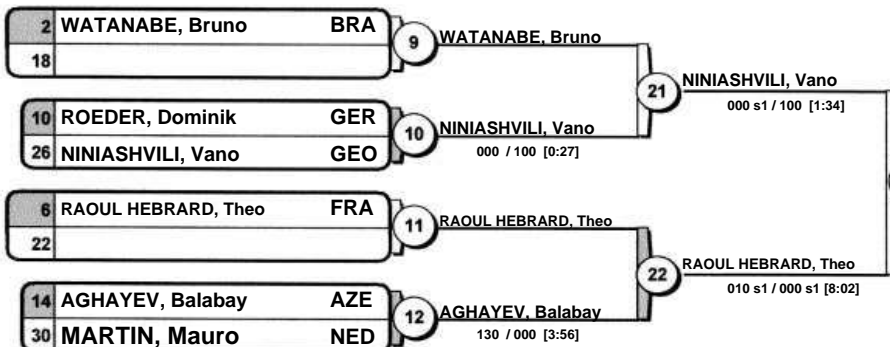 2 WATANABE, Bruno BRA
18
9
WATANABE, Bruno
10 ROEDER, Dominik GER
26 NINIASHVILI, Vano GEO
10
NINIASHVILI, Vano
000 / 100 [0:27]
21
NINIASHVILI, Vano
000 s1 / 100 [1:34]
6 RAOUL HEBRARD, Theo FRA
22
11
RAOUL HEBRARD, Theo
14 AGHAYEV, Balabay AZE
30 MARTIN, Mauro NED
12
AGHAYEV, Balabay
130 / 000 [3:56]
22
RAOUL HEBRARD, Theo
010 s1 / 000 s1 [8:02]